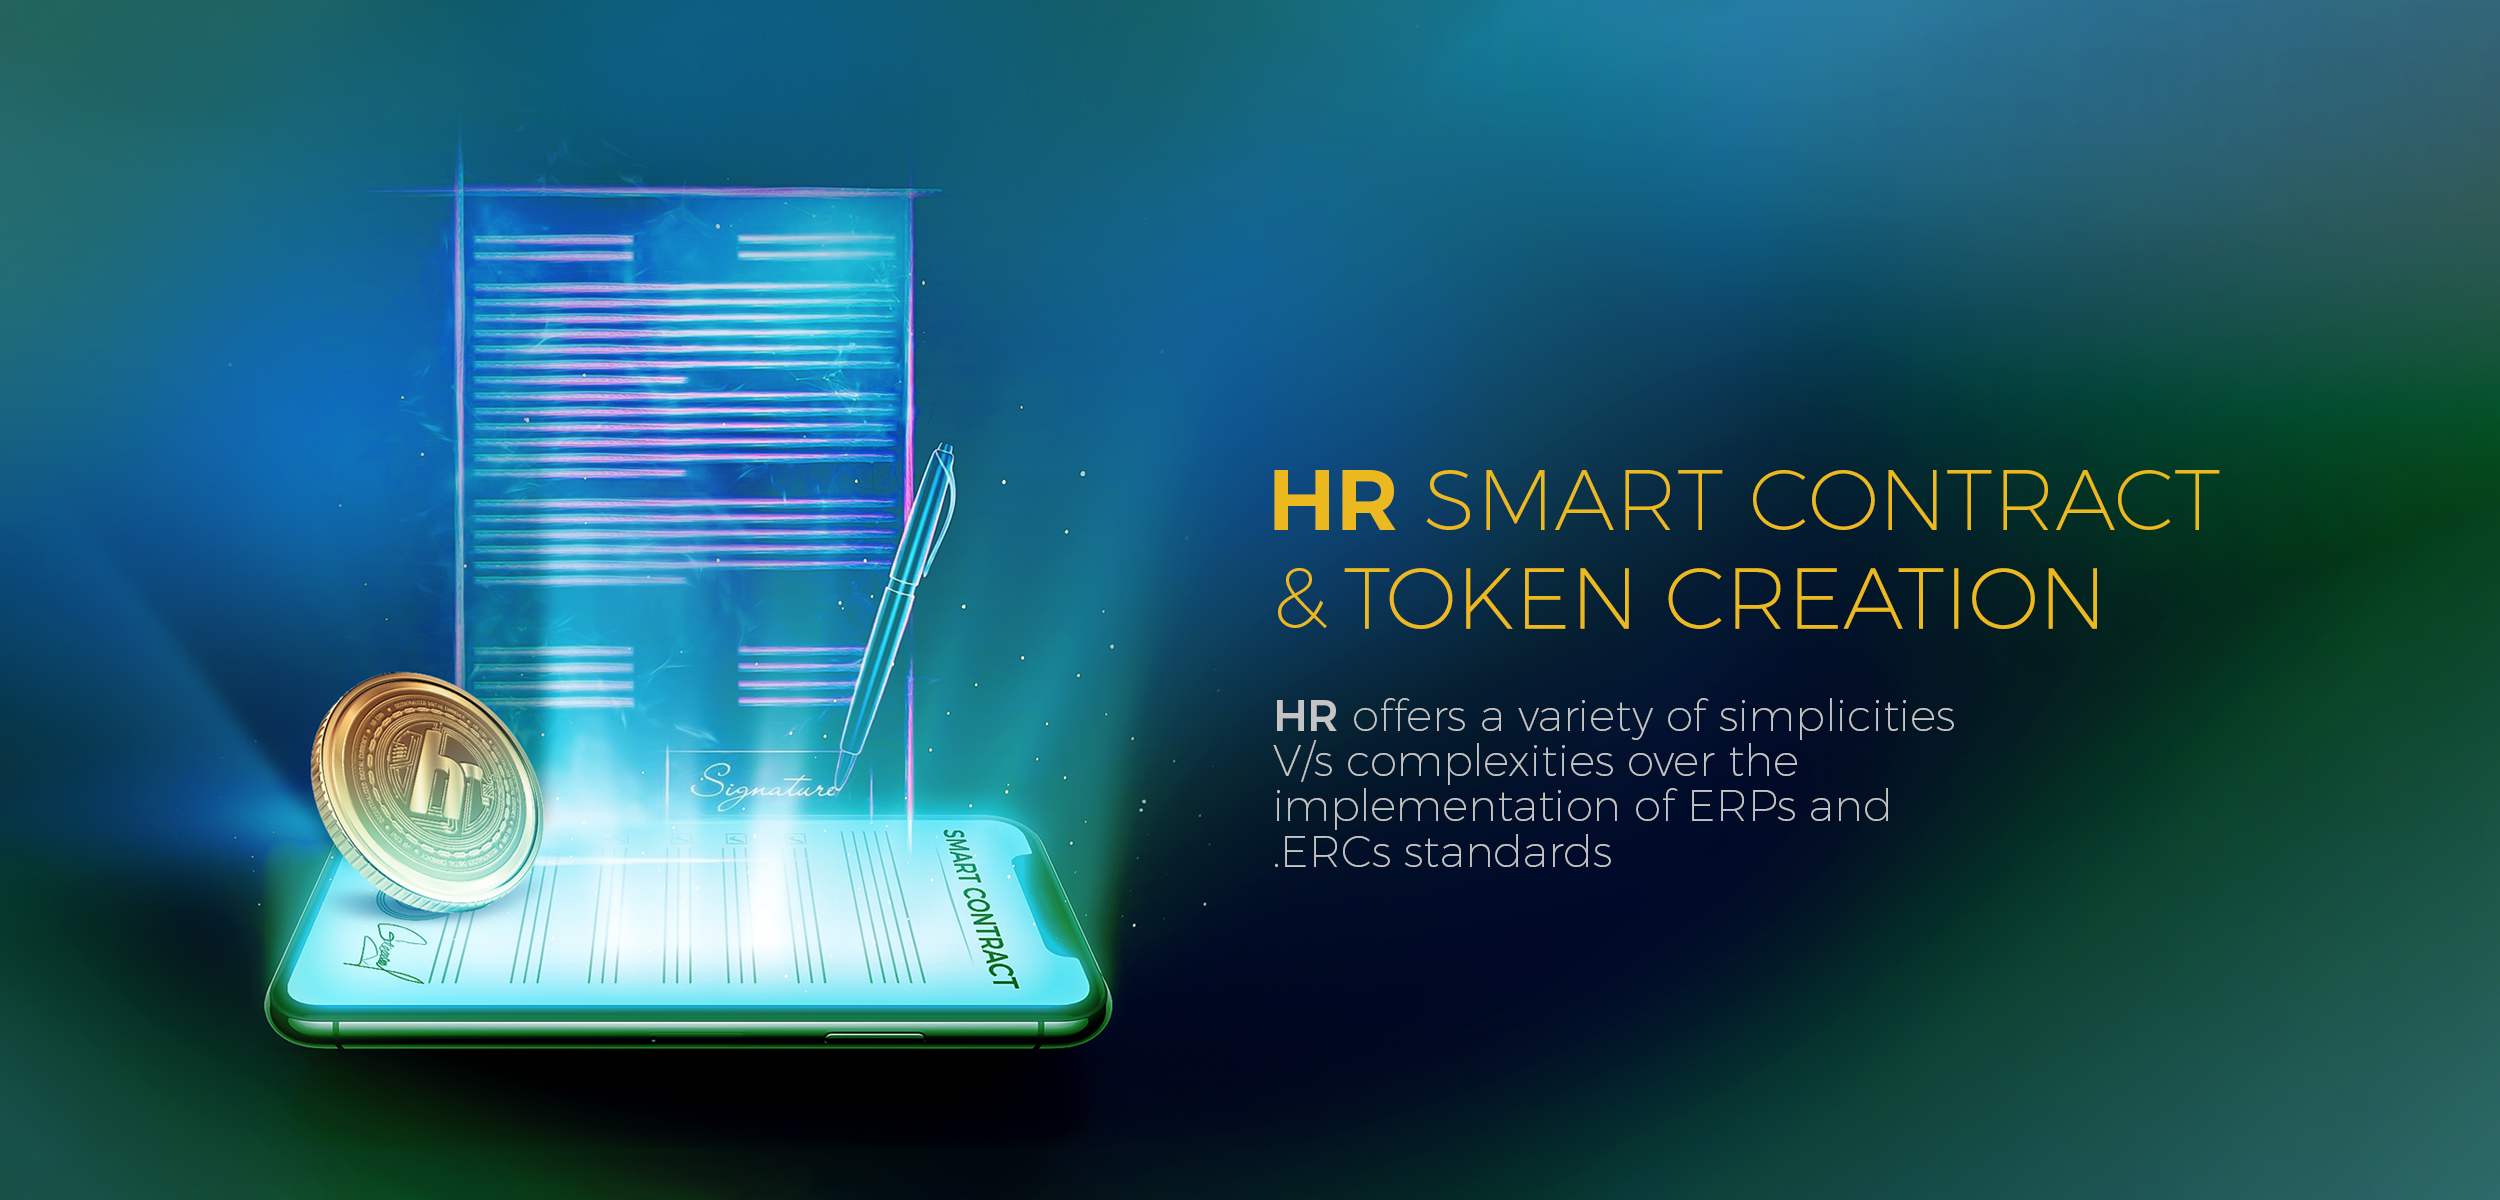 HR SMART CONTRACT
& TOKEN CREATION
HR offers a variety of simplicities
V/s complexities over the
implementation of ERPs and
.ERCs standards
Signature
SMART CONTRACT
hr